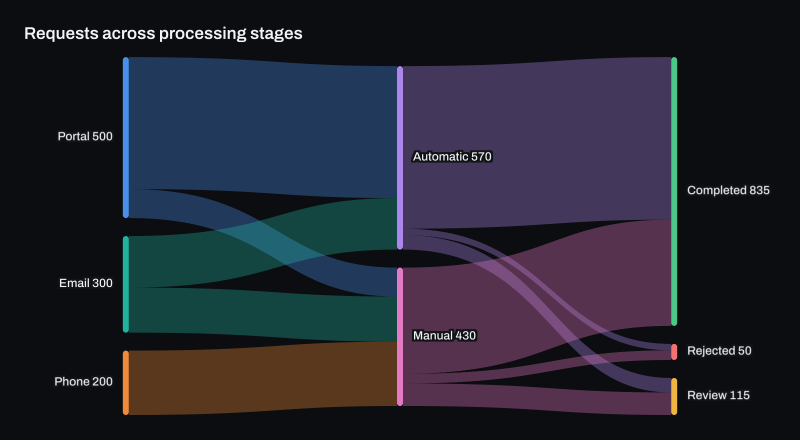 Requests across processing stages
Portal 500
Automatic 570
Completed 835
Email 300
Manual 430
Rejected 50
Phone 200
Review 115